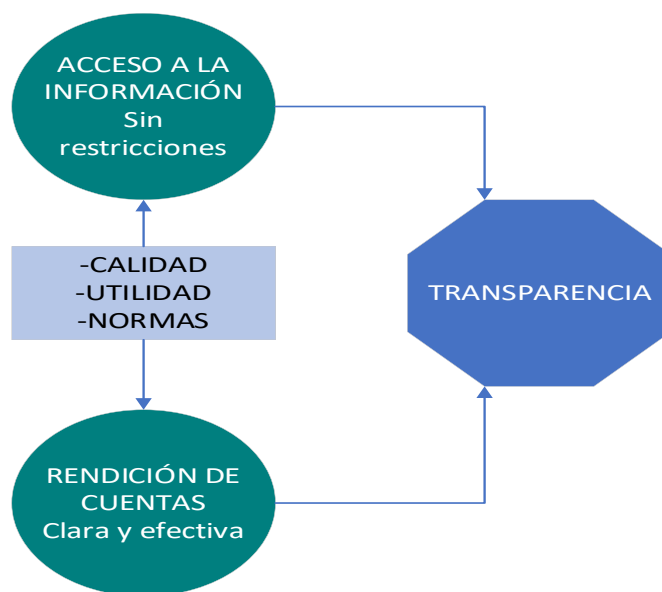 ACCESO A LA
INFORMACIÓN
Sin
restricciones
-CALIDAD
-UTILIDAD
-NORMAS
TRANSPARENCIA
RENDICIÓN DE
CUENTAS
Clara y efectiva